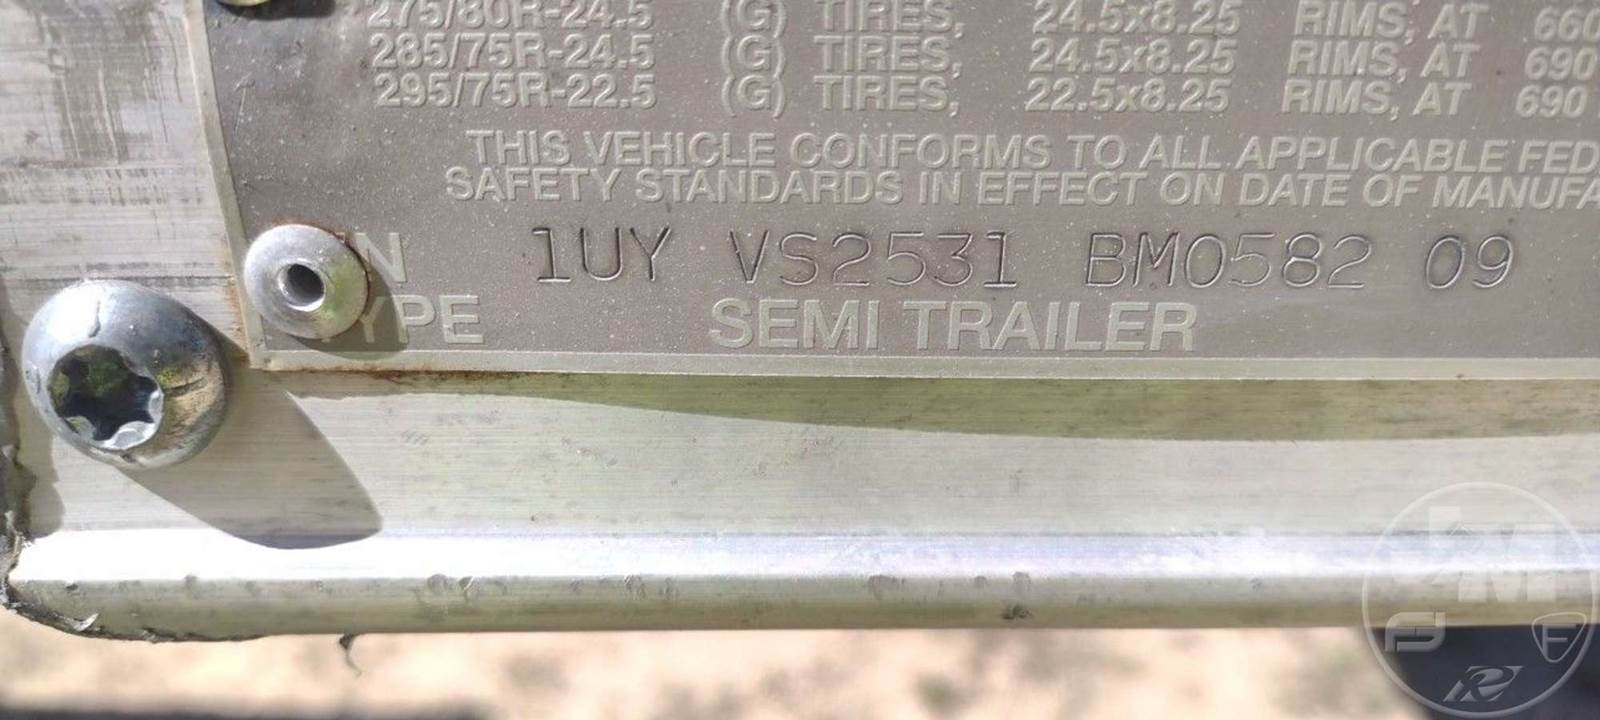 275/80R-24.5 (G) TIRES, 24.5x8.25 RIMS, AT 660
285/75R-24.5 (G) TIRES, 24.5x8.25 RIMS, AT 690
295/75R-22.5 (G) TIRES, 22.5x8.25 RIMS, AT 690
THIS VEHICLE CONFORMS TO ALL APPLICABLE FED
SAFETY STANDARDS IN EFFECT ON DATE OF MANUFA
IN 1UY VS2531 BM0582 09
YPE SEMI TRAILER